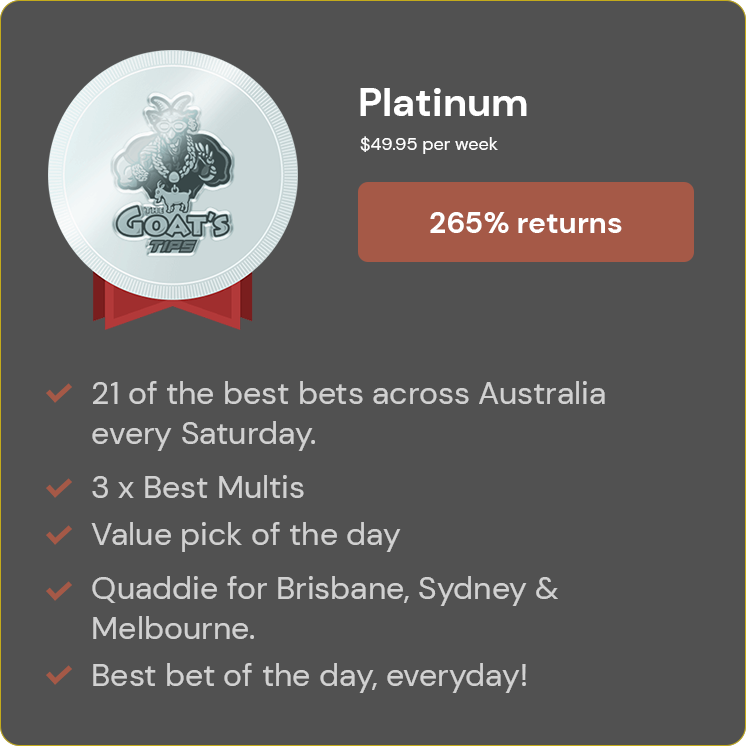 THE
GOAT'S
TIPS
Platinum
$49.95 per week
265% returns
21 of the best bets across Australia
every Saturday.
3 x Best Multis
Value pick of the day
Quaddie for Brisbane, Sydney &
Melbourne.
Best bet of the day, everyday!